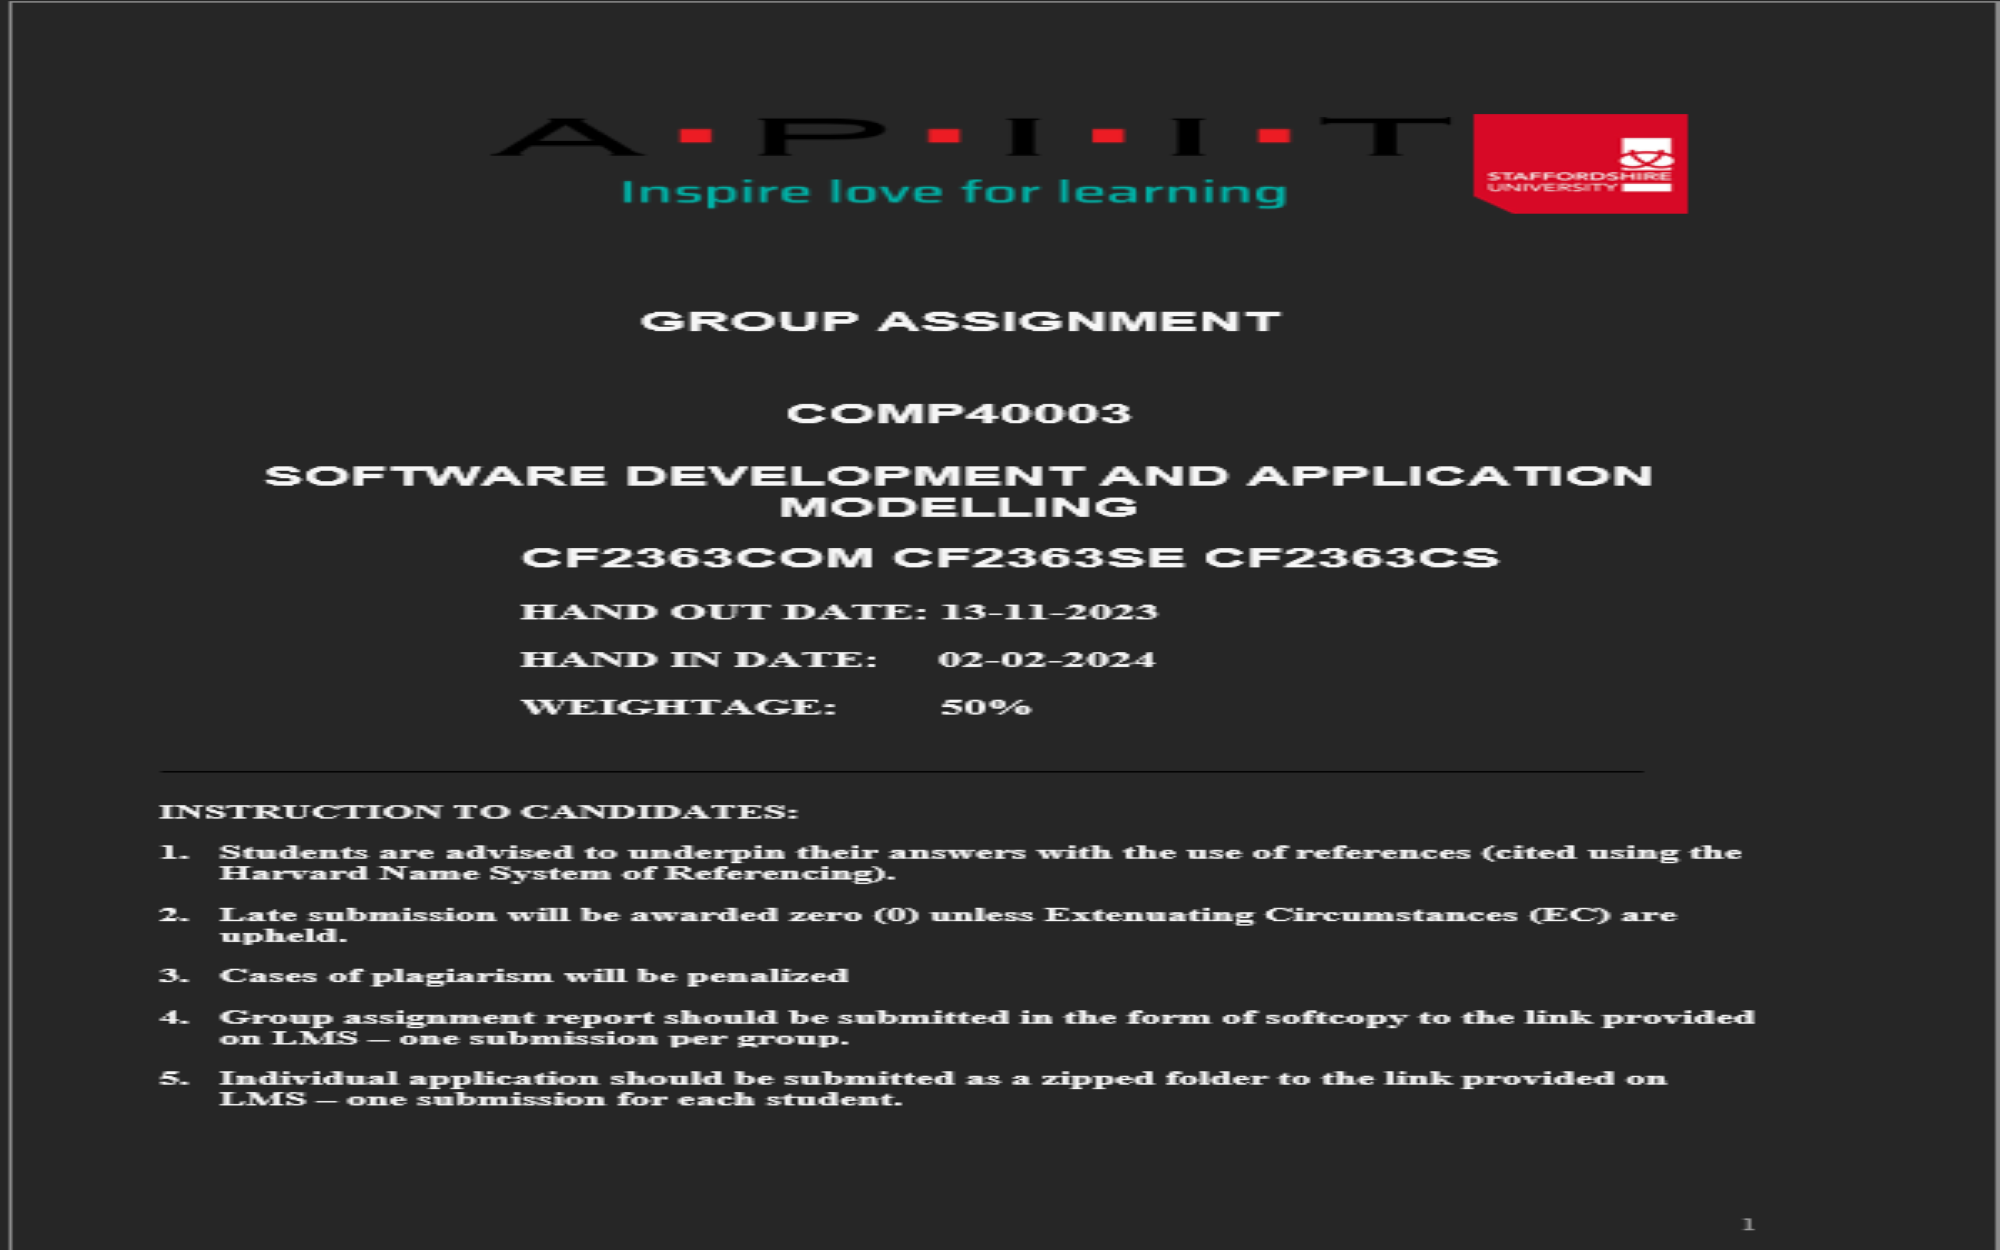 A·P·I·I·T
Inspire love for learning
STAFFORDSHIRE
UNIVERSITY
GROUP ASSIGNMENT
COMP40003
SOFTWARE DEVELOPMENT AND APPLICATION
MODELLING
CF2363COM CF2363SE CF2363CS
HAND OUT DATE: 13-11-2023
HAND IN DATE: 02-02-2024
WEIGHTAGE: 50%
INSTRUCTION TO CANDIDATES:
1. Students are advised to underpin their answers with the use of references (cited using the
Harvard Name System of Referencing).
2. Late submission will be awarded zero (0) unless Extenuating Circumstances (EC) are
upheld.
3. Cases of plagiarism will be penalized
4. Group assignment report should be submitted in the form of softcopy to the link provided
on LMS – one submission per group.
5. Individual application should be submitted as a zipped folder to the link provided on
LMS – one submission for each student.
1